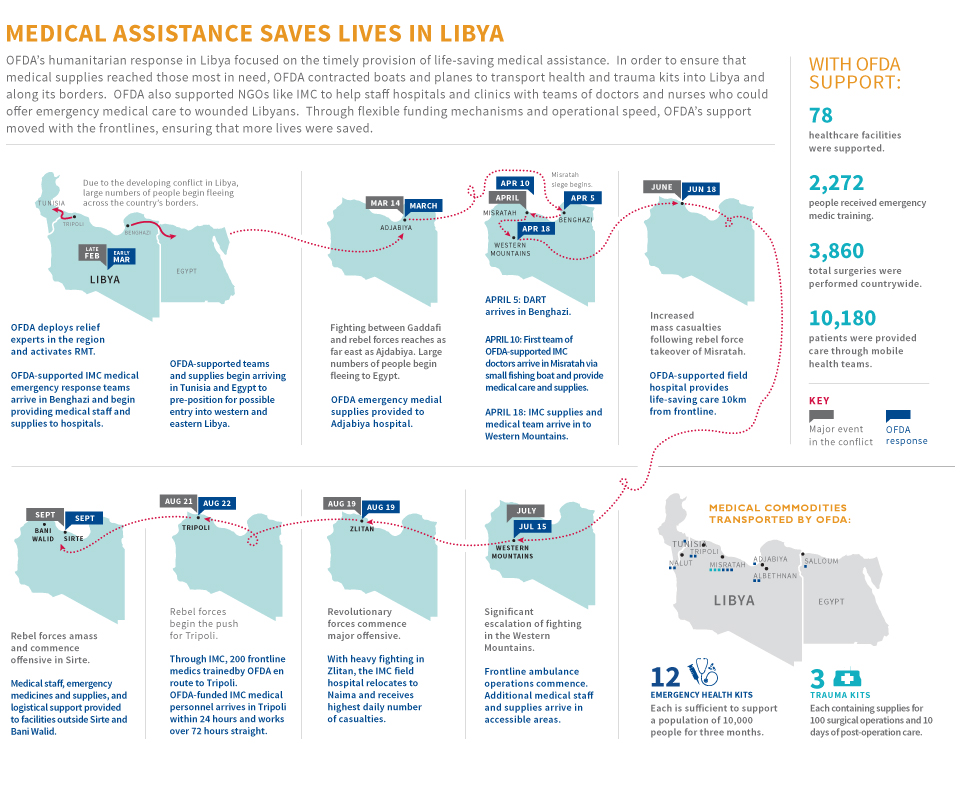 MEDICAL ASSISTANCE SAVES LIVES IN LIBYA
OFDA's humanitarian response in Libya focused on the timely provision of life-saving medical assistance. In order to ensure that
medical supplies reached those most in need, OFDA contracted boats and planes to transport health and trauma kits into Libya and
along its borders. OFDA also supported NGOs like IMC to help staff hospitals and clinics with teams of doctors and nurses who could
offer emergency medical care to wounded Libyans. Through flexible funding mechanisms and operational speed, OFDA's support
moved with the frontlines, ensuring that more lives were saved.
WITH OFDA
SUPPORT:
78
healthcare facilities
were supported.
2,272
people received emergency
medic training.
3,860
total surgeries were
performed countrywide.
10,180
patients were provided
care through mobile
health teams.
KEY
Major event
in the conflict
OFDA
response
Due to the developing conflict in Libya,
large numbers of people begin fleeing
across the country's borders.
TUNISIA
TRIPOLI
BENGHAZI
LATE
FEB
EARLY
MAR
LIBYA
EGYPT
OFDA deploys relief
experts in the region
and activates RMT.
OFDA-supported IMC medical
emergency response teams
arrive in Benghazi and begin
providing medical staff and
supplies to hospitals.
OFDA-supported teams
and supplies begin arriving
in Tunisia and Egypt to
pre-position for possible
entry into western and
eastern Libya.
MAR 14
MARCH
ADJABIYA
Fighting between Gaddafi
and rebel forces reaches as
far east as Ajdabiya. Large
numbers of people begin
fleeing to Egypt.
OFDA emergency medial
supplies provided to
Adjabiya hospital.
Misratah
siege begins.
APR 10
APRIL
APR 5
MISRATAH
BENGHAZI
APR 18
WESTERN
MOUNTAINS
APRIL 5: DART
arrives in Benghazi.
APRIL 10: First team of
OFDA-supported IMC
doctors arrive in Misratah via
small fishing boat and provide
medical care and supplies.
APRIL 18: IMC supplies and
medical team arrive in to
Western Mountains.
JUNE
JUN 18
Increased
mass casualties
following rebel force
takeover of Misratah.
OFDA-supported field
hospital provides
life-saving care 10km
from frontline.
SEPT
SEPT
BANI
WALID
SIRTE
Rebel forces amass
and commence
offensive in Sirte.
Medical staff, emergency
medicines and supplies, and
logistical support provided
to facilities outside Sirte and
Bani Walid.
AUG 21
AUG 22
TRIPOLI
Rebel forces
begin the push
for Tripoli.
Through IMC, 200 frontline
medics trainedby OFDA en
route to Tripoli.
OFDA-funded IMC medical
personnel arrives in Tripoli
within 24 hours and works
over 72 hours straight.
AUG 19
AUG 19
ZLITAN
Revolutionary
forces commence
major offensive.
With heavy fighting in
Zlitan, the IMC field
hospital relocates to
Naima and receives
highest daily number
of casualties.
JULY
JUL 15
WESTERN
MOUNTAINS
Significant
escalation of fighting
in the Western
Mountains.
Frontline ambulance
operations commence.
Additional medical staff
and supplies arrive in
accessible areas.
MEDICAL COMMODITIES
TRANSPORTED BY OFDA:
TUNISIA
TRIPOLI
NALUT
MISRATAH
ADJABIYA
ALBETHNAN
SALLOUM
LIBYA
EGYPT
12
EMERGENCY HEALTH KITS
Each is sufficient to support
a population of 10,000
people for three months.
3
TRAUMA KITS
Each containing supplies for
100 surgical operations and 10
days of post-operation care.